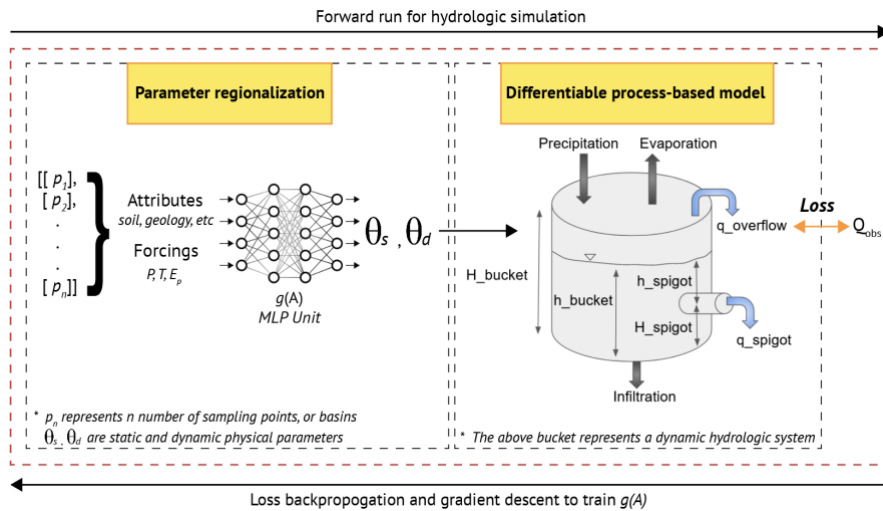 Forward run for hydrologic simulation
Parameter regionalization
Differentiable process-based model
[[ p1],
[ p2],
.
.
.
[ pn]]
}
Attributes
soil, geology, etc
Forcings
P, T, Ep
g(A)
MLP Unit
θs , θd
Precipitation
Evaporation
q_overflow
H_bucket
h_bucket
h_spigot
H_spigot
q_spigot
Infiltration
Loss
Qobs
* pn represents n number of sampling points, or basins
θs , θd are static and dynamic physical parameters
* The above bucket represents a dynamic hydrologic system
Loss backpropogation and gradient descent to train g(A)